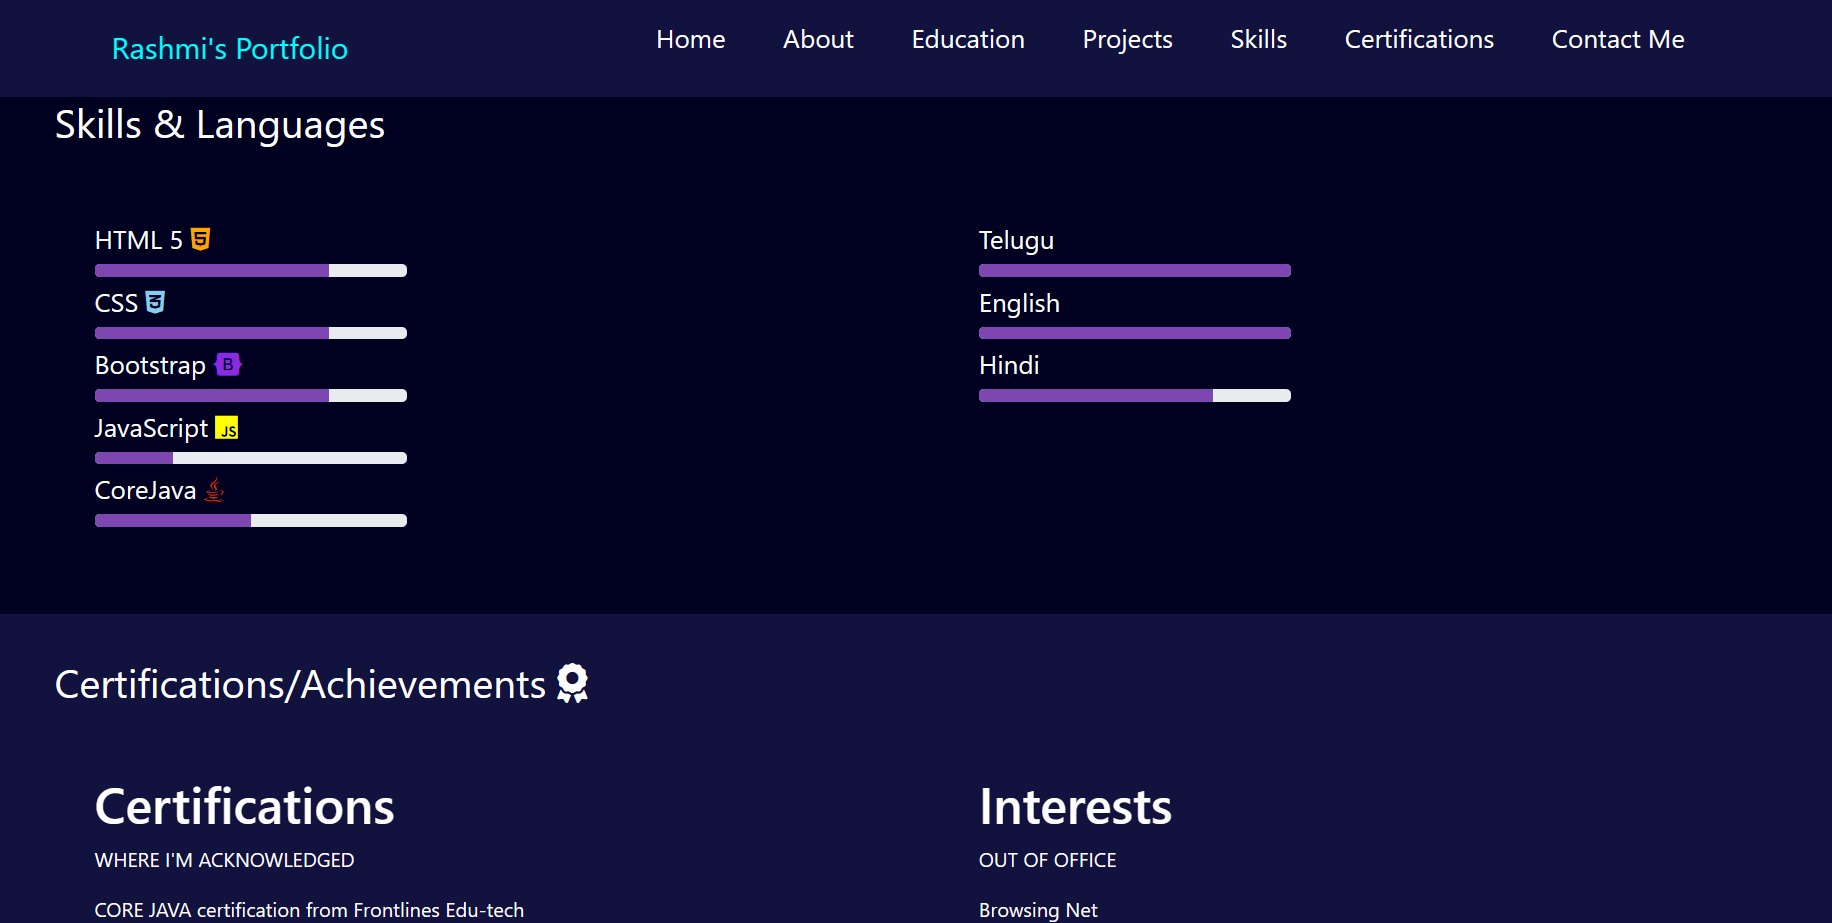 Rashmi's Portfolio
Home About Education Projects Skills Certifications Contact Me
Skills & Languages
HTML 5
CSS
Bootstrap B
JavaScript JS
CoreJava
Telugu
English
Hindi
Certifications/Achievements
Certifications
WHERE I'M ACKNOWLEDGED
CORE JAVA certification from Frontlines Edu-tech
Interests
OUT OF OFFICE
Browsing Net